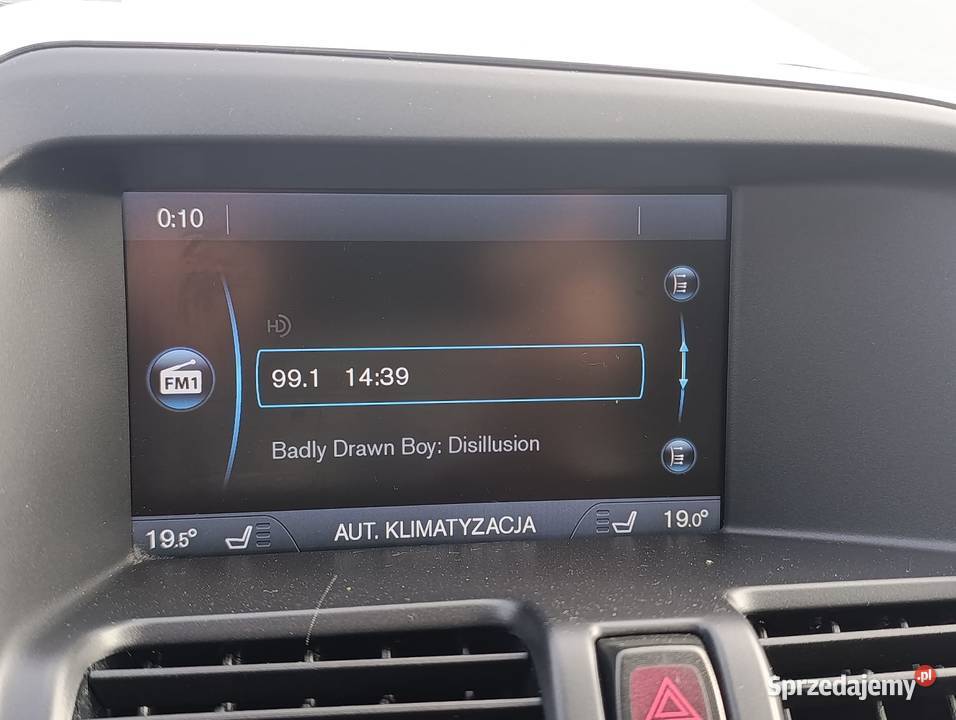 0:10
HD
FM1
99.1 14:39
Badly Drawn Boy: Disillusion
19.5° AUT. KLIMATYZACJA 19.0°
Sprzedajemy.pl